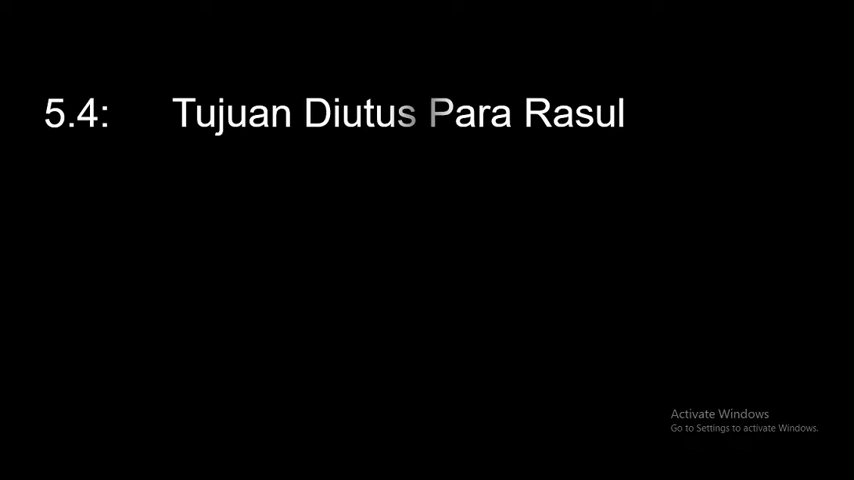 5.4: Tujuan Diutus Para Rasul
Activate Windows
Go to Settings to activate Windows.